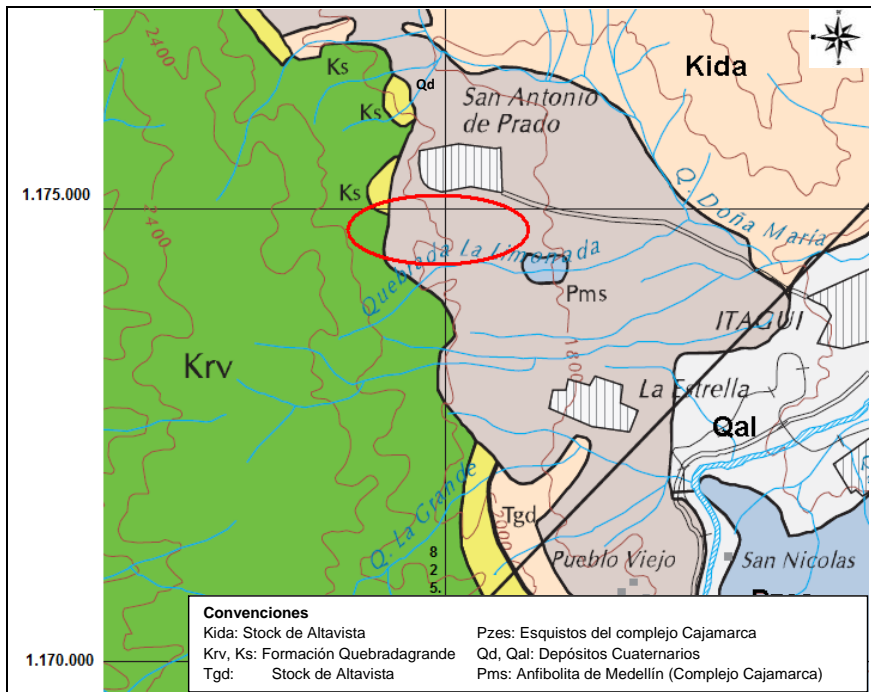 2400
Ks
Kida
Qd
San Antonio
de Prado
Ks
1.175.000
Ks
2400
Q. Doña María
Quebrada La Limonada
Pms
ITAGUI
1.800
Krv
La Estrella
Qal
Q. La Grande
2000
Tgd
8
2
5.
Pueblo Viejo
San Nicolas
1.170.000
Convenciones
Kida: Stock de Altavista
Pzes: Esquistos del complejo Cajamarca
Krv, Ks: Formación Quebradagrande
Qd, Qal: Depósitos Cuaternarios
Tgd: Stock de Altavista
Pms: Anfibolita de Medellín (Complejo Cajamarca)